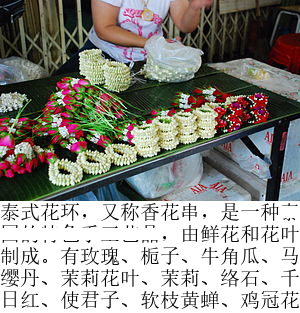 泰式花环，又称香花串，是一种
品，由鲜花和花叶
制成。有玫瑰、栀子、牛角瓜、马
缨丹、茉莉花叶、茉莉、络石、千
日红、使君子、软枝黄蝉、鸡冠花